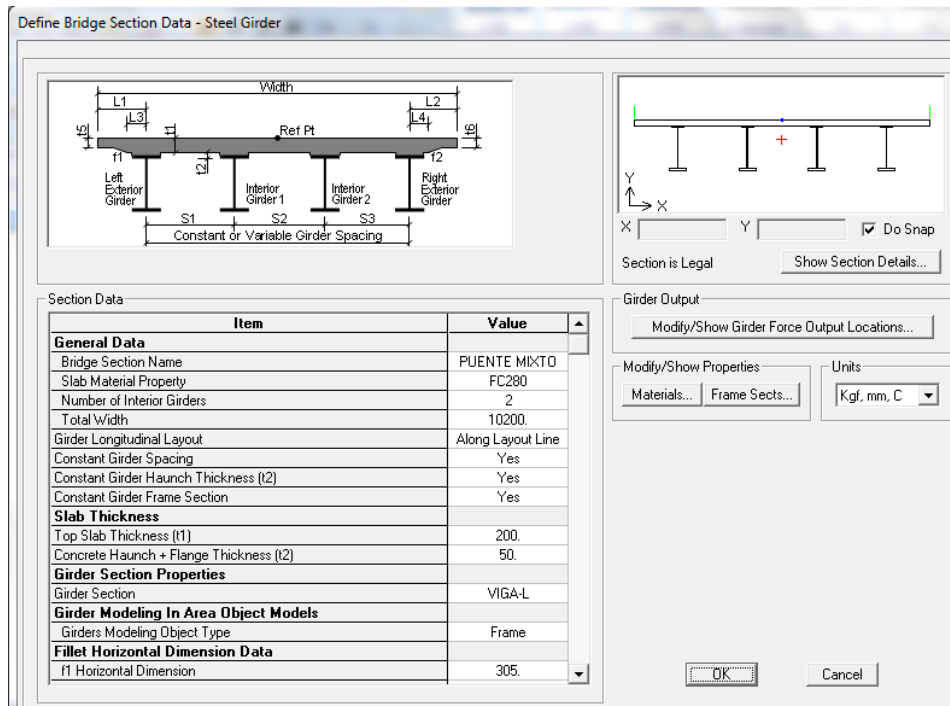 Define Bridge Section Data - Steel Girder
Width
L1
L2
L3
L4
t5
t1
Ref Pt
t6
f1
t2
f2
Left Exterior Girder
Interior Girder 1
Interior Girder 2
Right Exterior Girder
S1
S2
S3
Constant or Variable Girder Spacing
Y
X
X
Y
Do Snap
Section is Legal
Show Section Details...
Section Data
Item Value
General Data
Bridge Section Name PUENTE MIXTO
Slab Material Property FC280
Number of Interior Girders 2
Total Width 10200.
Girder Longitudinal Layout Along Layout Line
Constant Girder Spacing Yes
Constant Girder Haunch Thickness (t2) Yes
Constant Girder Frame Section Yes
Slab Thickness
Top Slab Thickness (t1) 200.
Concrete Haunch + Flange Thickness (t2) 50.
Girder Section Properties
Girder Section VIGA-L
Girder Modeling In Area Object Models
Girders Modeling Object Type Frame
Fillet Horizontal Dimension Data
f1 Horizontal Dimension 305.
Girder Output
Modify/Show Girder Force Output Locations...
Modify/Show Properties
Materials...
Frame Sects...
Units
Kgf, mm, C
OK
Cancel